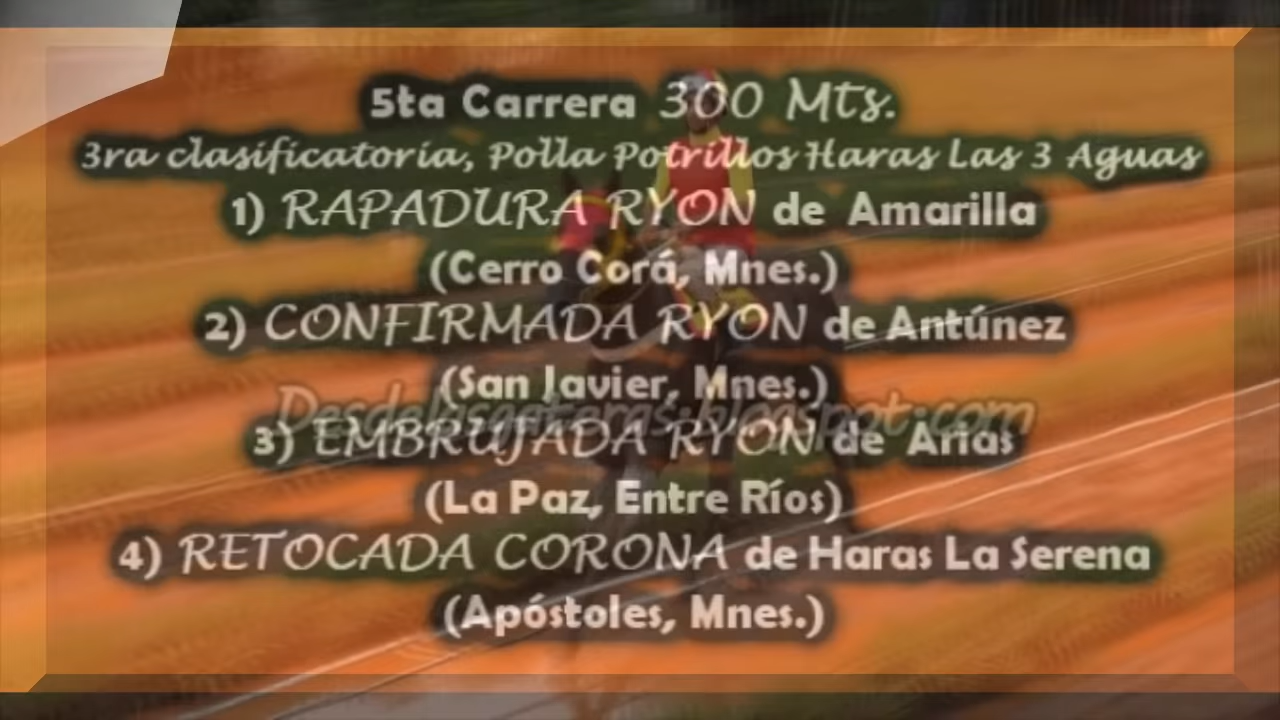 5ta Carrera 300 Mts.
3ra clasificatoria, Polla Potrillos Haras Las 3 Aguas
1) RAPADURA RYON de Amarilla
(Cerro Corá, Mnes.)
2) CONFIRMADA RYON de Antúnez
(San Javier, Mnes.)
Desdelasgateras.blogspot.com
3) EMBRUJADA RYON de Arias
(La Paz, Entre Ríos)
4) RETOCADA CORONA de Haras La Serena
(Apóstoles, Mnes.)